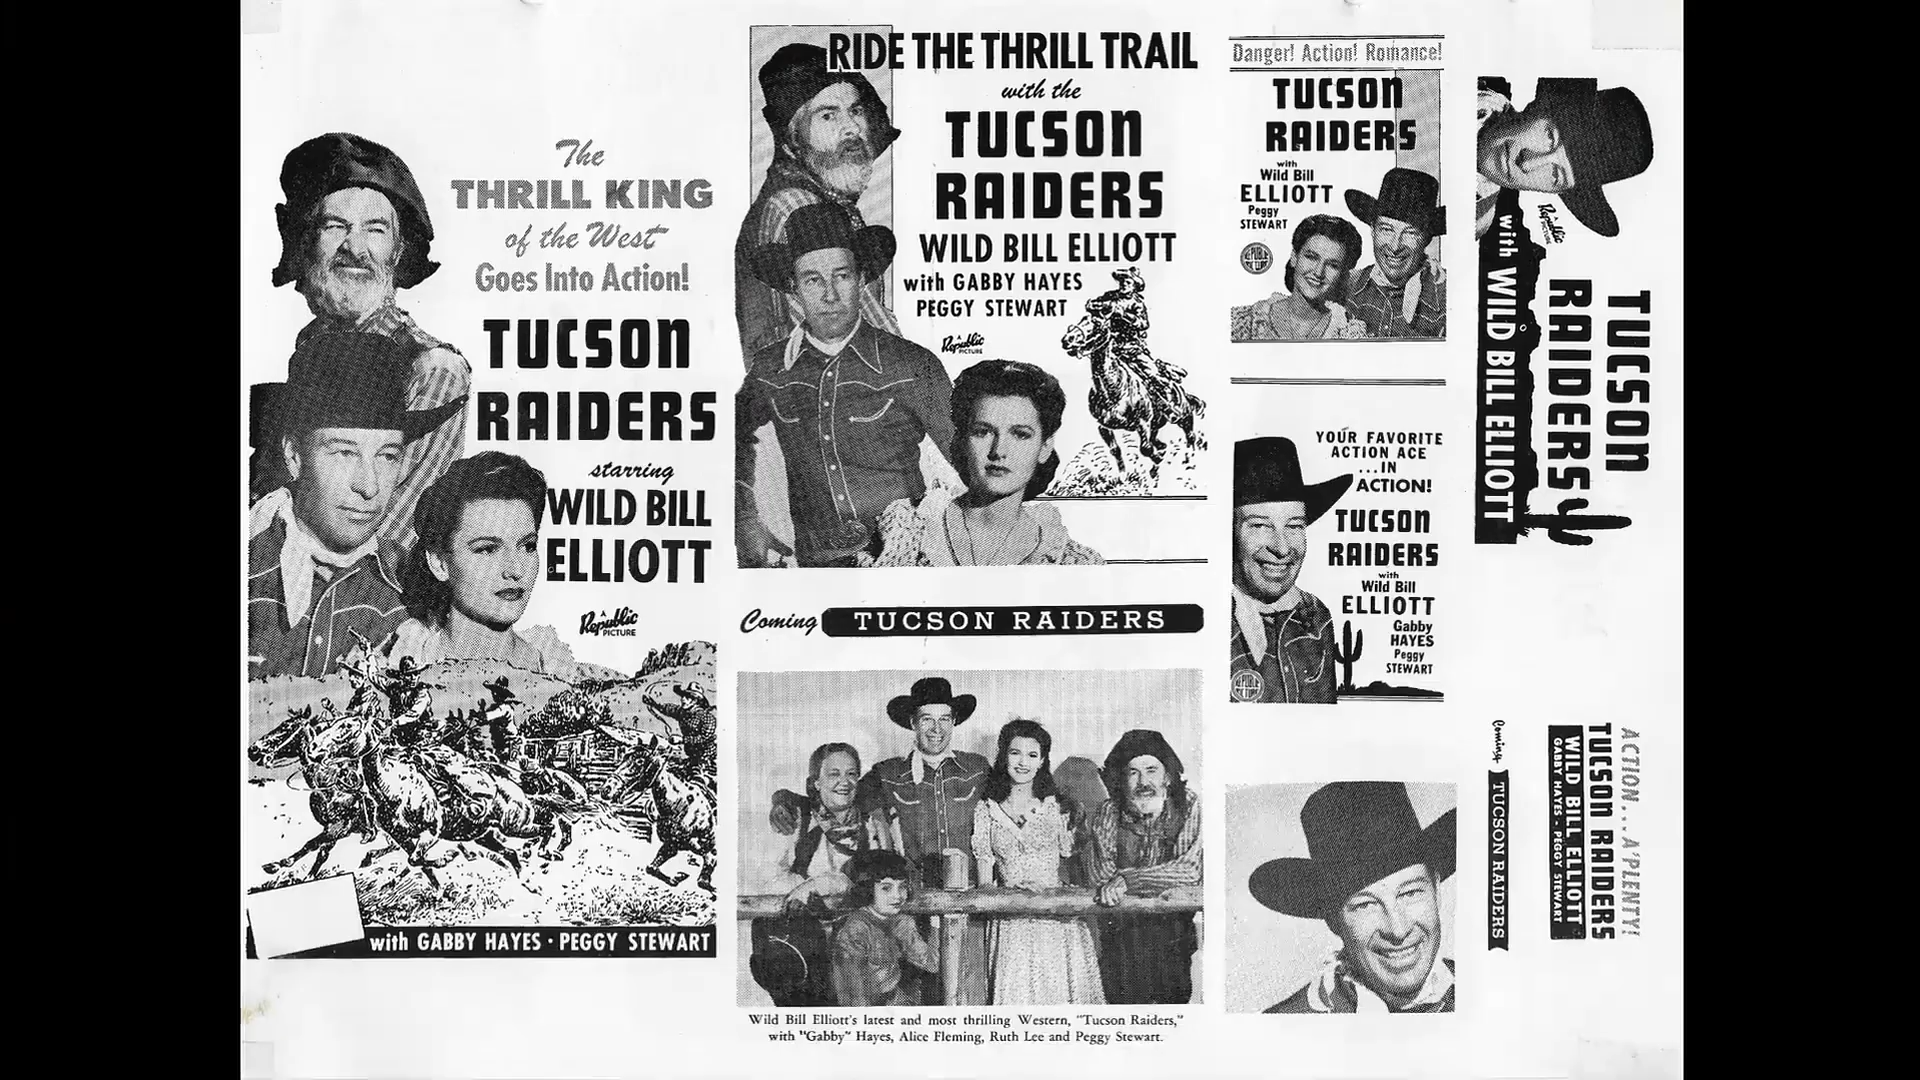 The
THRILL KING
of the West
Goes Into Action!
TUCSON
RAIDERS
starring
WILD BILL
ELLIOTT
A
Republic
PICTURE
with GABBY HAYES · PEGGY STEWART
RIDE THE THRILL TRAIL
with the
TUCSON
RAIDERS
WILD BILL ELLIOTT
with GABBY HAYES
PEGGY STEWART
A
Republic
PICTURE
Coming TUCSON RAIDERS
Wild Bill Elliott's latest and most thrilling Western, "Tucson Raiders,"
with "Gabby" Hayes, Alice Fleming, Ruth Lee and Peggy Stewart.
Danger! Action! Romance!
TUCSON
RAIDERS
with
Wild Bill
ELLIOTT
Peggy
STEWART
YOUR FAVORITE
ACTION ACE
...IN
ACTION!
TUCSON
RAIDERS
with
Wild Bill
ELLIOTT
Gabby
HAYES
Peggy
STEWART
TUCSON
RAIDERS
A
Republic
PICTURE
with WILD BILL ELLIOTT
ACTION...A'PLENTY!
TUCSON RAIDERS
WILD BILL ELLIOTT
GABBY HAYES - PEGGY STEWART
Coming TUCSON RAIDERS